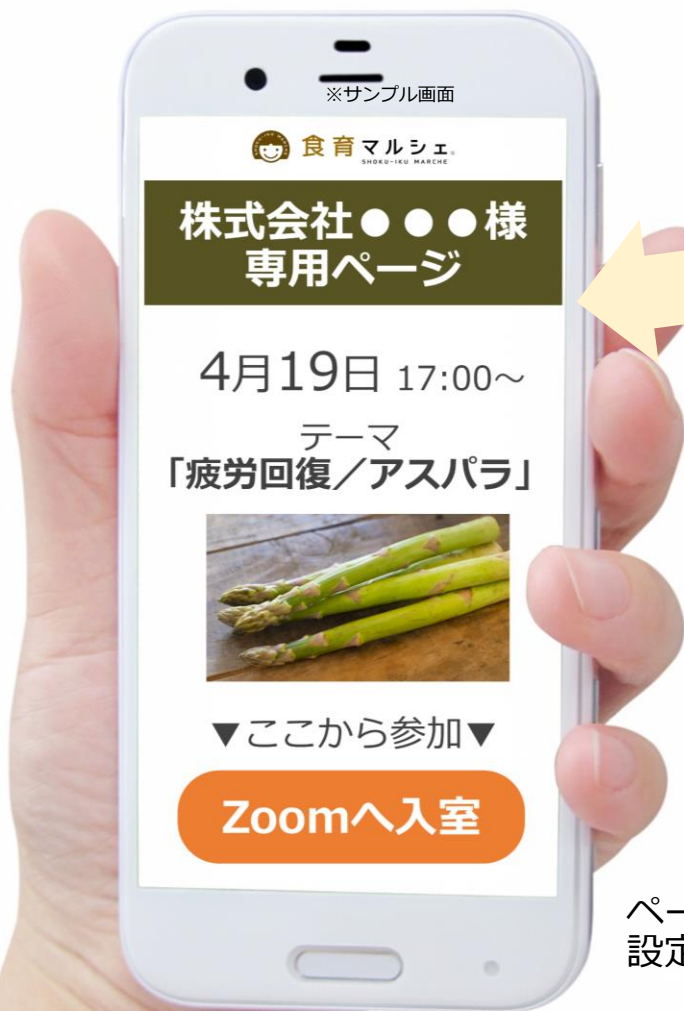 ※サンプル画面
食育マルシェ®
SHOKU-IKU MARCHE
株式会社●●●様
専用ページ
4月19日 17:00～
テーマ
「疲労回復／アスパラ」
▼ここから参加▼
Zoomへ入室
ペー
設定